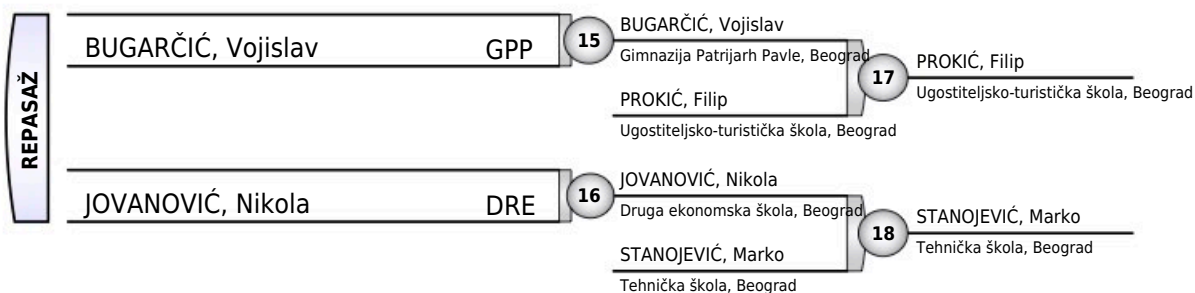 REPASAŽ
BUGARČIĆ, Vojislav GPP
15
BUGARČIĆ, Vojislav
Gimnazija Patrijarh Pavle, Beograd
PROKIĆ, Filip
Ugostiteljsko-turistička škola, Beograd
17
PROKIĆ, Filip
Ugostiteljsko-turistička škola, Beograd
JOVANOVIĆ, Nikola DRE
16
JOVANOVIĆ, Nikola
Druga ekonomska škola, Beograd
STANOJEVIĆ, Marko
Tehnička škola, Beograd
18
STANOJEVIĆ, Marko
Tehnička škola, Beograd